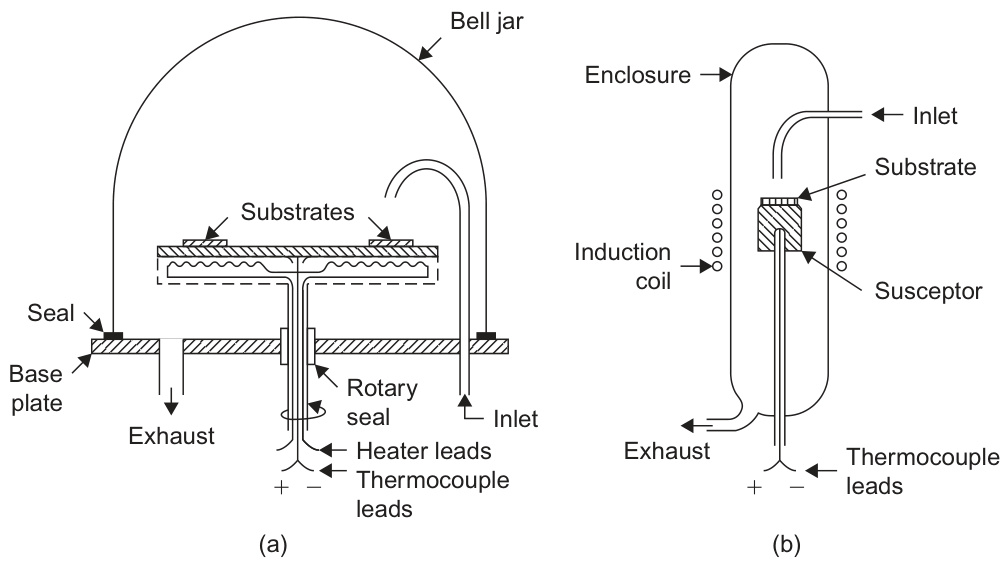 Bell jar
Substrates
Seal
Base
plate
Exhaust
Rotary
seal
Inlet
Heater leads
Thermocouple
leads
+ −
(a)
Enclosure
Inlet
Substrate
Induction
coil
Susceptor
Exhaust
Thermocouple
leads
+ −
(b)